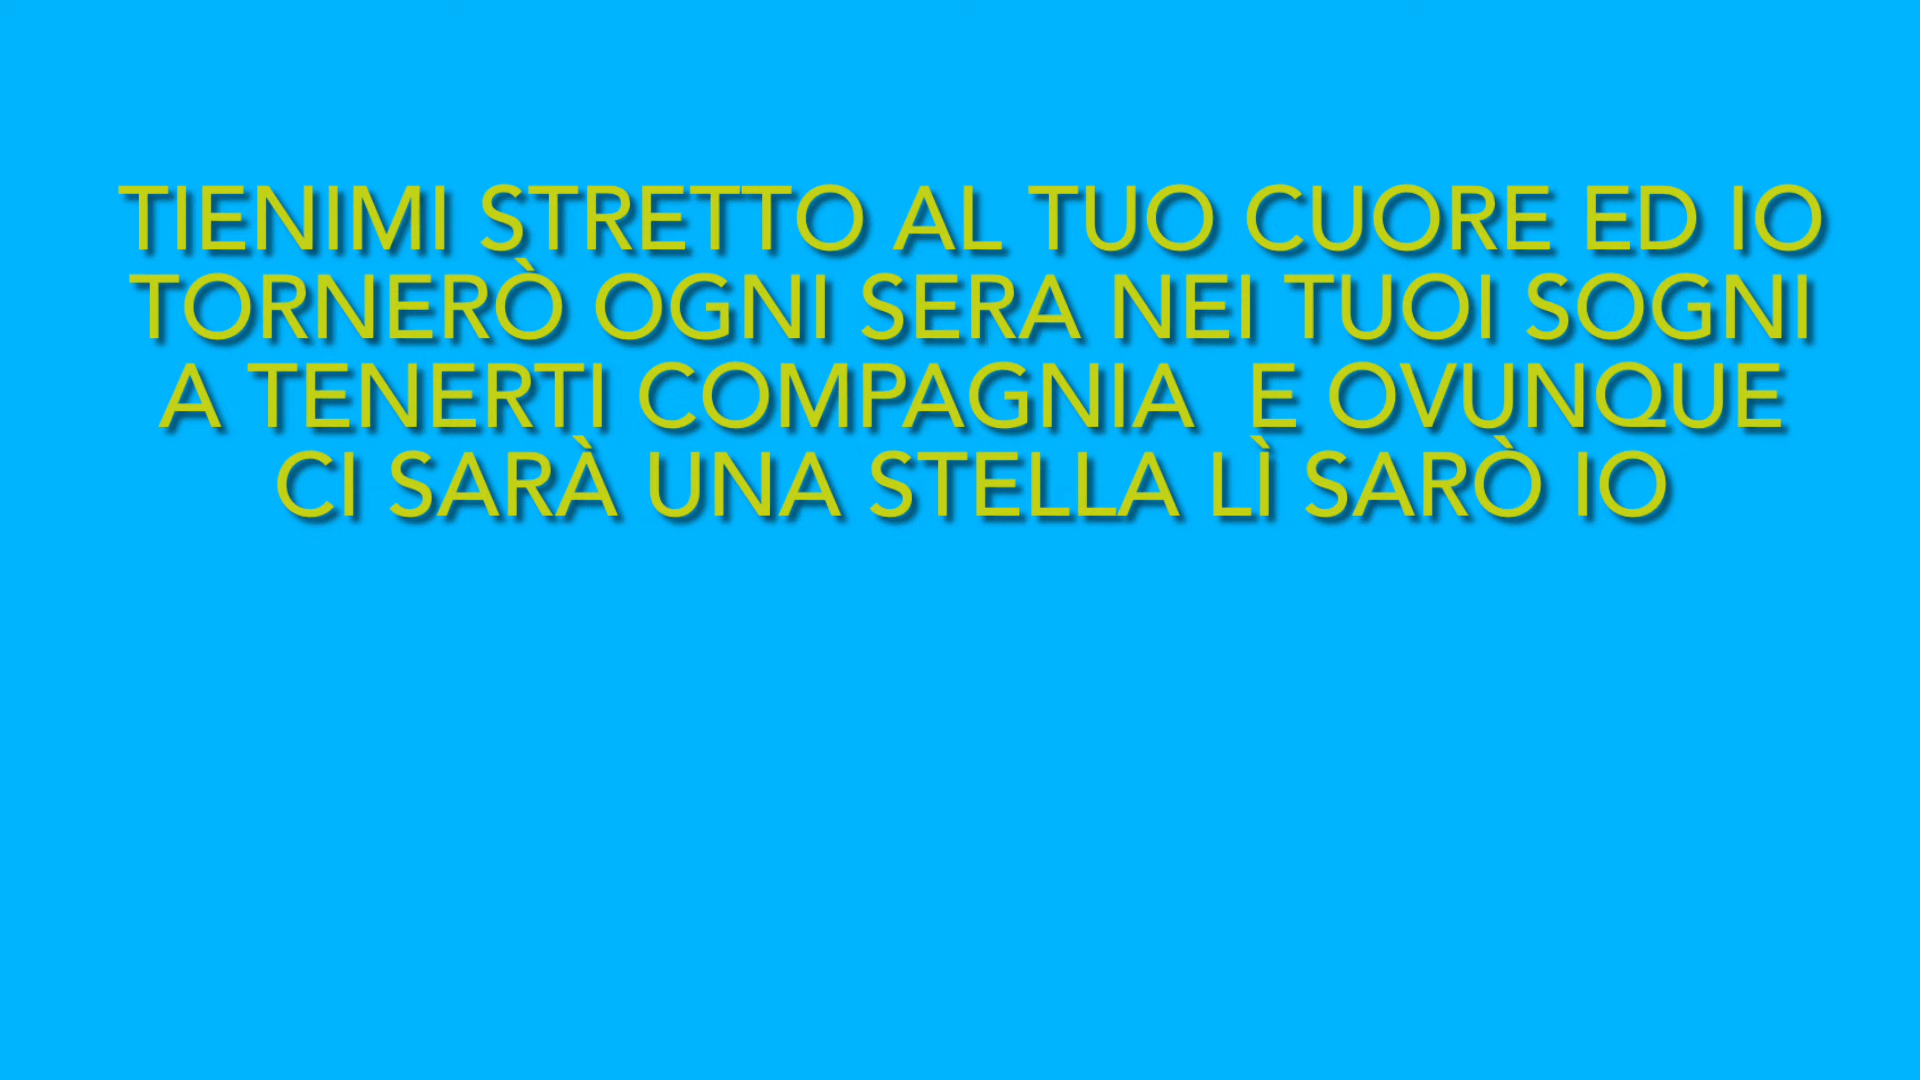 TIENIMI STRETTO AL TUO CUORE ED IO
TORNERÒ OGNI SERA NEI TUOI SOGNI
A TENERTI COMPAGNIA  E OVUNQUE
CI SARÀ UNA STELLA LÌ SARÒ IO